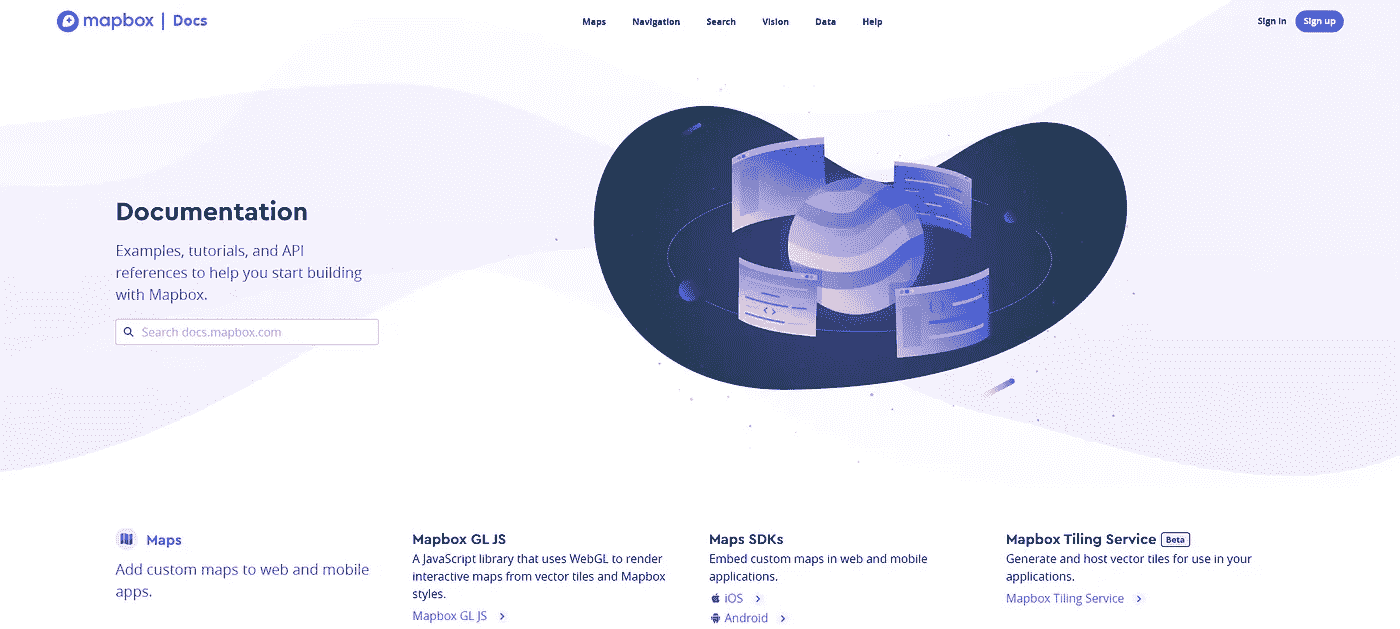 mapbox | Docs
Maps Navigation Search Vision Data Help
Sign in Sign up
Documentation
Examples, tutorials, and API
references to help you start building
with Mapbox.
Search docs.mapbox.com
Maps
Add custom maps to web and mobile
apps.
Mapbox GL JS
A JavaScript library that uses WebGL to render
interactive maps from vector tiles and Mapbox
styles.
Mapbox GL JS
Maps SDKs
Embed custom maps in web and mobile
applications.
iOS
Android
Mapbox Tiling Service Beta
Generate and host vector tiles for use in your
applications.
Mapbox Tiling Service